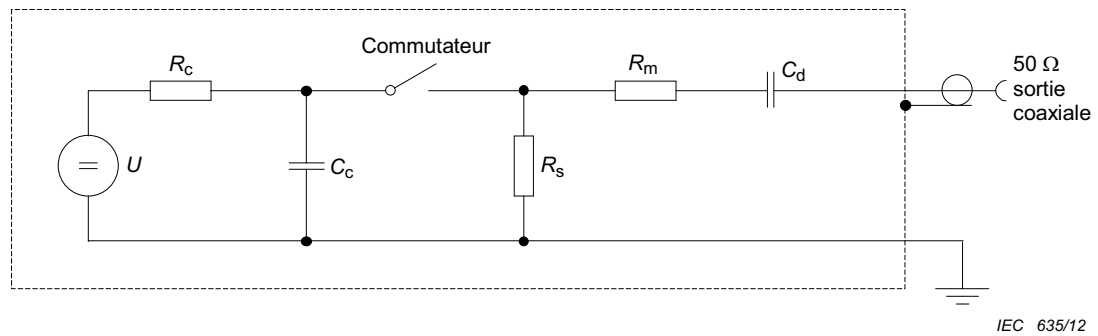 Commutateur
Rc
Rm
Cd
50 Ω
sortie
coaxiale
U
Cc
Rs
IEC 635/12